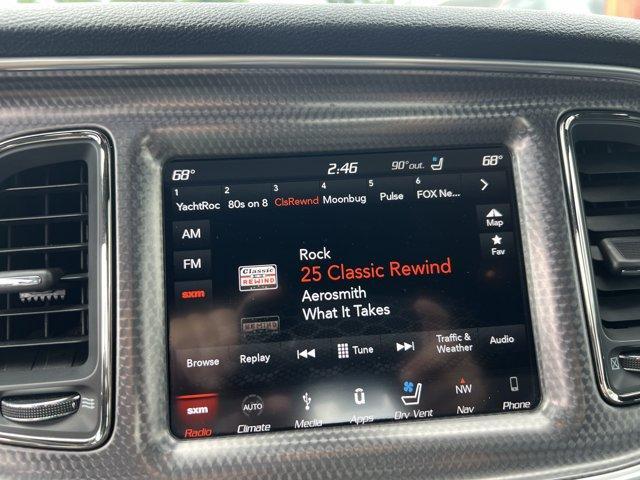 68° 2:46 90°out. 68°
1 2 3 4 5 6
YachtRoc 80s on 8 ClsRewnd Moonbug Pulse FOX Ne...
AM
Map
FM
Fav
sxm
Rock
25 Classic Rewind
Aerosmith
What It Takes
Classic
REWIND
REWIND
Browse Replay Tune Traffic & Weather Audio
sxm AUTO NW
Radio Climate Media Apps Dry Vent Nav Phone